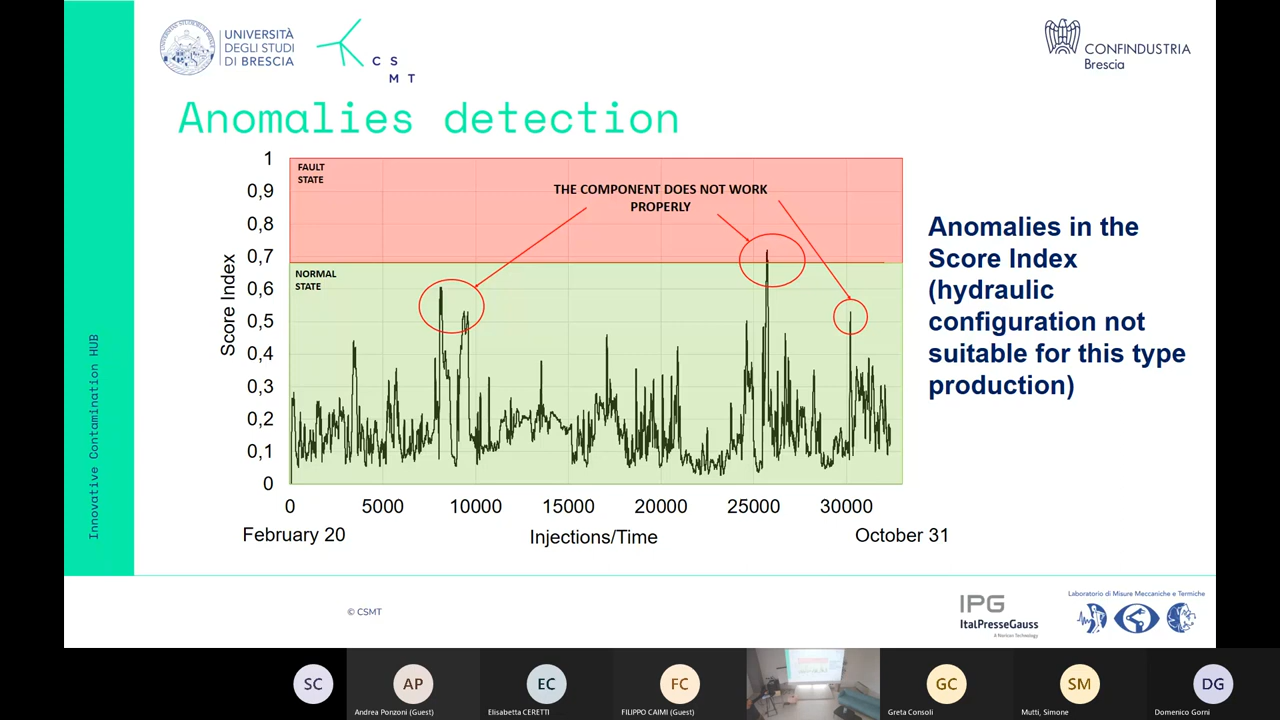 UNIVERSITÀ
DEGLI STUDI
DI BRESCIA
C S
M T
CONFINDUSTRIA
Brescia
Anomalies detection
Innovative Contamination HUB
1
0,9
0,8
0,7
0,6
0,5
0,4
0,3
0,2
0,1
0
Score Index
FAULT
STATE
THE COMPONENT DOES NOT WORK
PROPERLY
NORMAL
STATE
0 5000 10000 15000 20000 25000 30000
February 20 Injections/Time October 31
Anomalies in the
Score Index
(hydraulic
configuration not
suitable for this type
production)
© CSMT
IPG
ItalPresseGauss
A Norican Technology
Laboratorio di Misure Meccaniche e Termiche
SC
AP
Andrea Ponzoni (Guest)
EC
Elisabetta CERETTI
FC
FILIPPO CAIMI (Guest)
GC
Greta Consoli
SM
Mutti, Simone
DG
Domenico Gorni